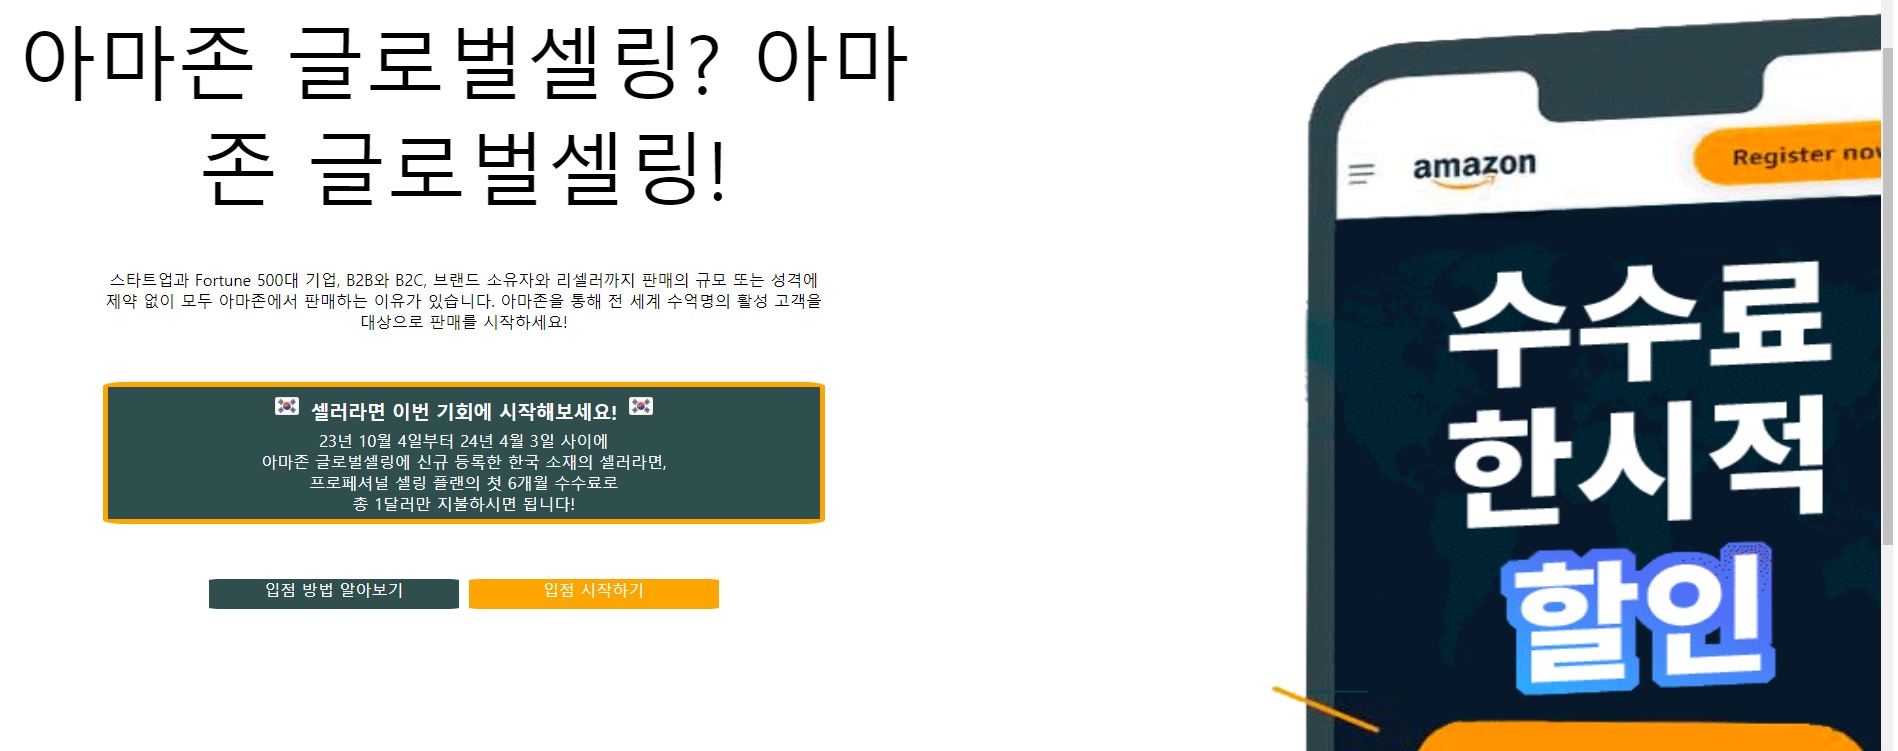 아마존 글로벌셀링? 아마
존 글로벌셀링!
스타트업과 Fortune 500대 기업, B2B와 B2C, 브랜드 소유자와 리셀러까지 판매의 규모 또는 성격에
제약 없이 모두 아마존에서 판매하는 이유가 있습니다. 아마존을 통해 전 세계 수억명의 활성 고객을
대상으로 판매를 시작하세요!
셀러라면 이번 기회에 시작해보세요!
23년 10월 4일부터 24년 4월 3일 사이에
아마존 글로벌셀링에 신규 등록한 한국 소재의 셀러라면,
프로페셔널 셀링 플랜의 첫 6개월 수수료로
총 1달러만 지불하시면 됩니다!
입점 방법 알아보기
입점 시작하기
amazon
Register now
수수료
한시적
할인